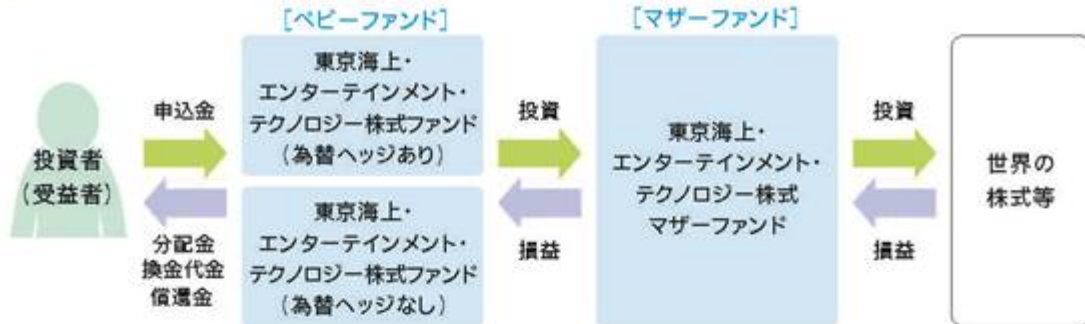 [ベビーファンド]
[マザーファンド]
投資者
(受益者)
申込金
分配金
換金代金
償還金
東京海上・
エンターテインメント・
テクノロジー株式ファンド
(為替ヘッジあり)
東京海上・
エンターテインメント・
テクノロジー株式ファンド
(為替ヘッジなし)
投資
損益
東京海上・
エンターテインメント・
テクノロジー株式
マザーファンド
投資
損益
世界の
株式等